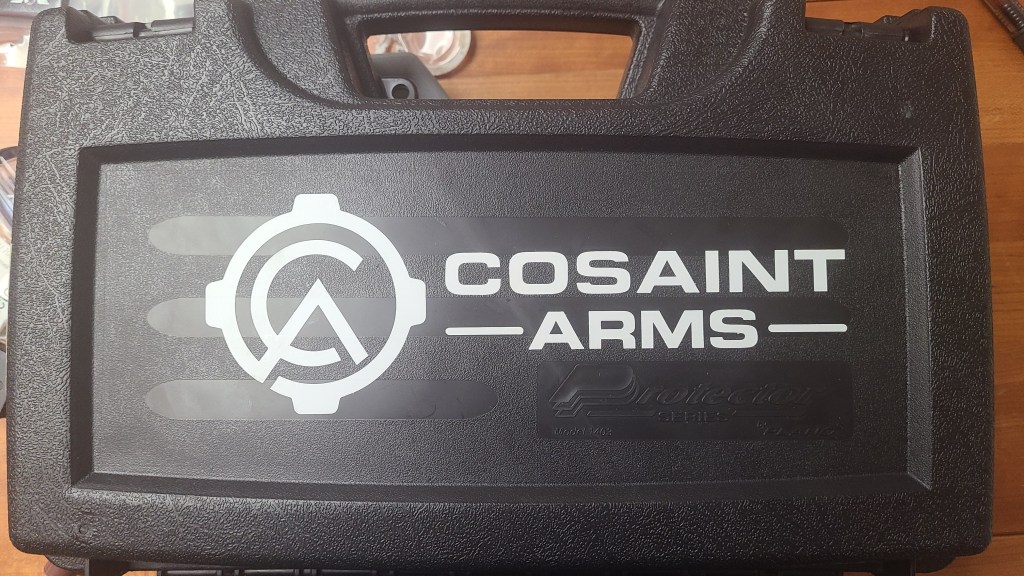 COSAINT
ARMS
Protector
SERIES